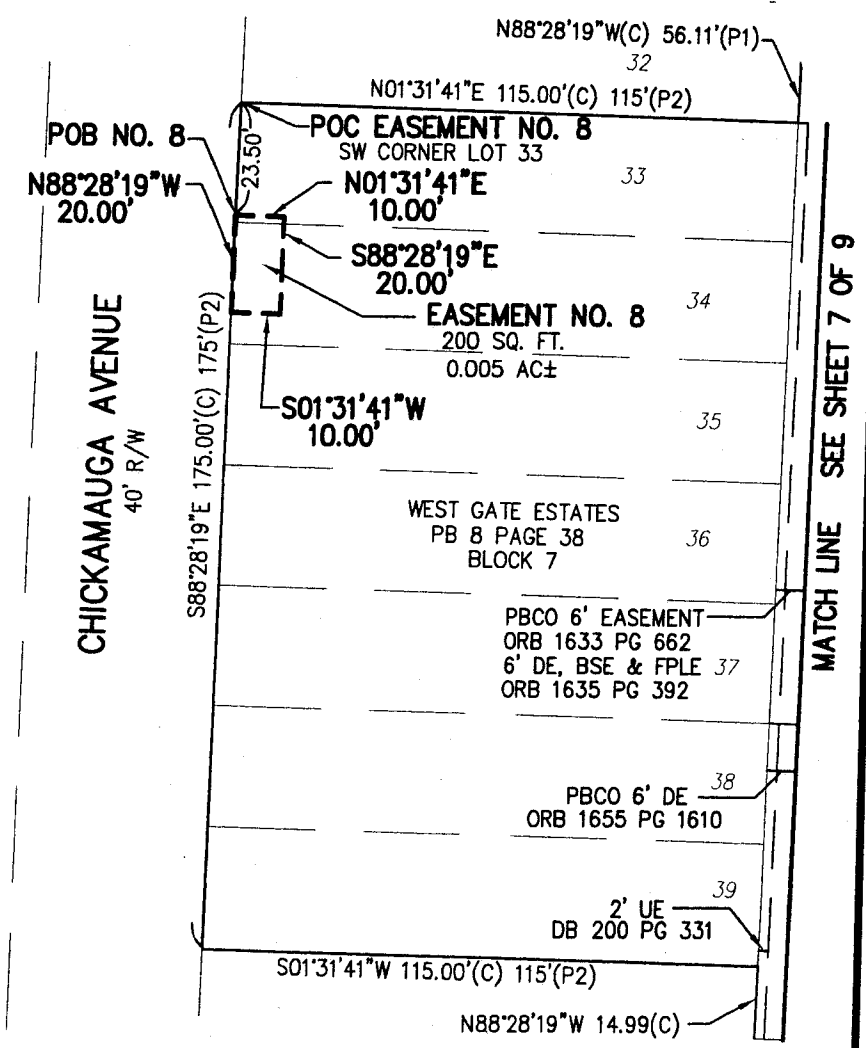 N88°28'19"W(C) 56.11'(P1)
32
N01°31'41"E 115.00'(C) 115'(P2)
POB NO. 8
POC EASEMENT NO. 8
SW CORNER LOT 33
33
23.50'
N88°28'19"W
20.00'
N01°31'41"E
10.00'
S88°28'19"E
20.00'
34
EASEMENT NO. 8
200 SQ. FT.
0.005 AC±
S01°31'41"W
10.00'
35
CHICKAMAUGA AVENUE
40' R/W
S88°28'19"E 175.00'(C) 175'(P2)
WEST GATE ESTATES
PB 8 PAGE 38
BLOCK 7
36
MATCH LINE SEE SHEET 7 OF 9
PBCO 6' EASEMENT
ORB 1633 PG 662
6' DE, BSE & FPLE
ORB 1635 PG 392
37
PBCO 6' DE
ORB 1655 PG 1610
38
39
2' UE
DB 200 PG 331
S01°31'41"W 115.00'(C) 115'(P2)
N88°28'19"W 14.99(C)